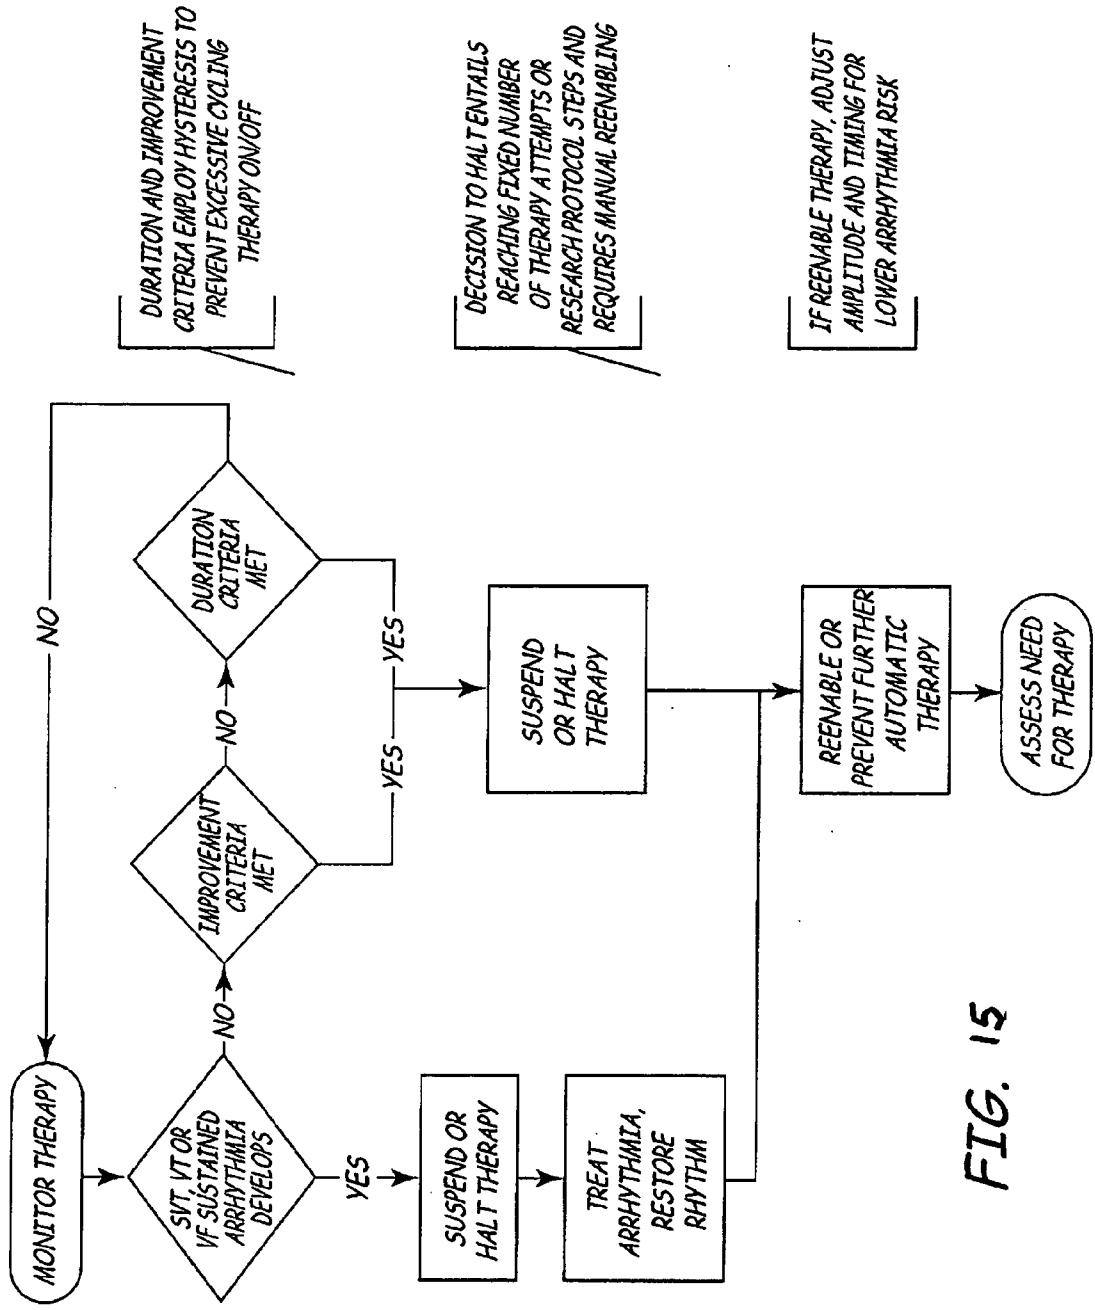 MONITOR THERAPY
NO
SVT, VT OR
VF SUSTAINED
ARRHYTHMIA
DEVELOPS
NO
IMPROVEMENT
CRITERIA
MET
NO
DURATION
CRITERIA
MET
YES
YES
YES
SUSPEND OR
HALT THERAPY
TREAT
ARRHYTHMIA,
RESTORE
RHYTHM
SUSPEND
OR HALT
THERAPY
REENABLE OR
PREVENT FURTHER
AUTOMATIC
THERAPY
ASSESS NEED
FOR THERAPY
DURATION AND IMPROVEMENT
CRITERIA EMPLOY HYSTERESIS TO
PREVENT EXCESSIVE CYCLING
THERAPY ON/OFF
DECISION TO HALT ENTAILS
REACHING FIXED NUMBER
OF THERAPY ATTEMPTS OR
RESEARCH PROTOCOL STEPS AND
REQUIRES MANUAL REENABLING
IF REENABLE THERAPY, ADJUST
AMPLITUDE AND TIMING FOR
LOWER ARRHYTHMIA RISK
FIG. 15